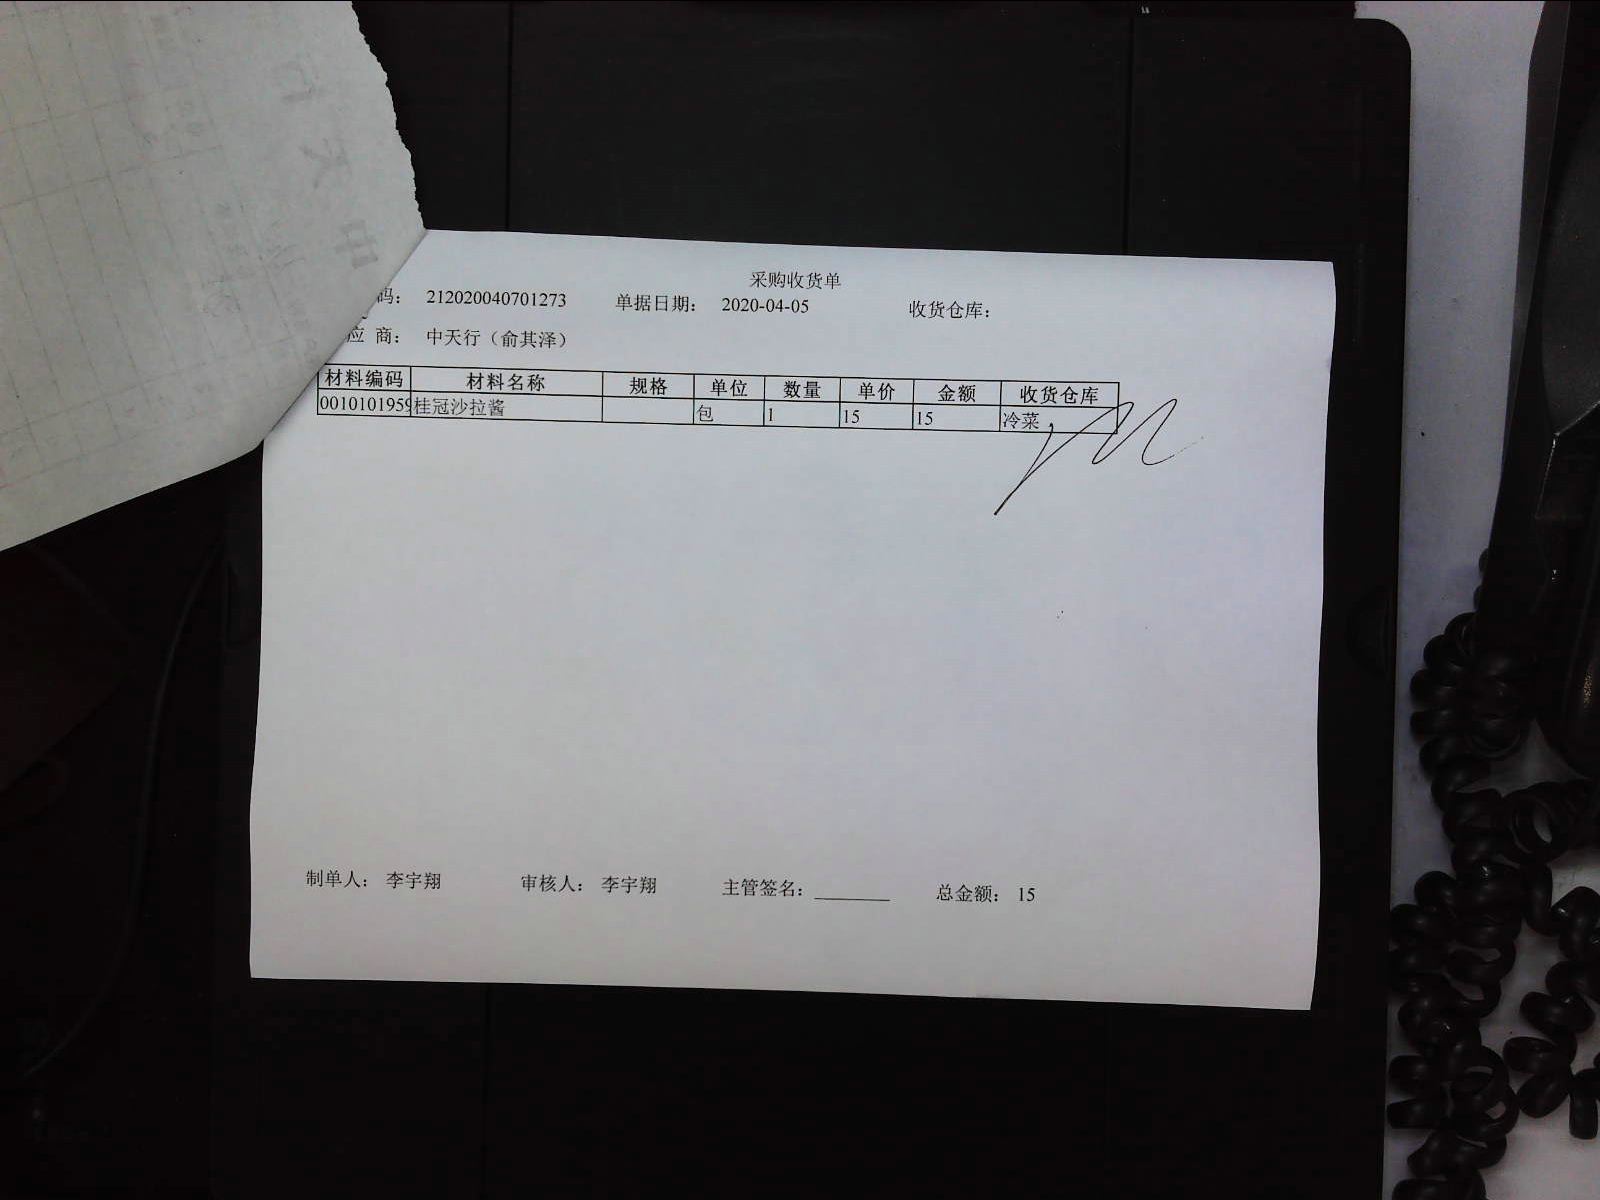 采购收货单
码： 212020040701273 单据日期： 2020-04-05 收货仓库：
应 商： 中天行（俞其泽）
材料编码 材料名称 规格 单位 数量 单价 金额 收货仓库
0010101959 桂冠沙拉酱 包 1 15 15 冷菜
制单人： 李宇翔 审核人： 李宇翔 主管签名： ________ 总金额： 15